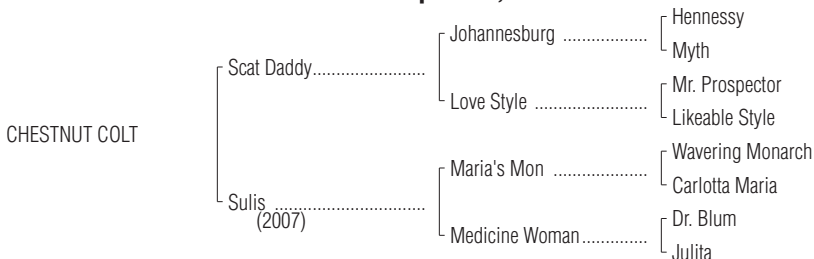 Hennessy
Johannesburg ...................
Myth
Scat Daddy.........................
Mr. Prospector
Love Style .........................
Likeable Style
CHESTNUT COLT
Wavering Monarch
Maria's Mon .....................
Carlotta Maria
Sulis .................................
(2007)
Dr. Blum
Medicine Woman...............
Julita